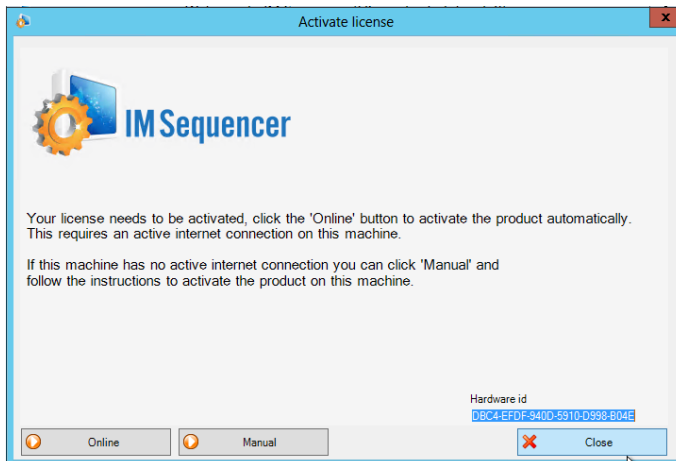 Activate license
x
IM Sequencer
Your license needs to be activated, click the 'Online' button to activate the product automatically.
This requires an active internet connection on this machine.
If this machine has no active internet connection you can click 'Manual' and
follow the instructions to activate the product on this machine.
Hardware id
DBC4-EFDF-940D-5910-D998-B04E
Online
Manual
Close